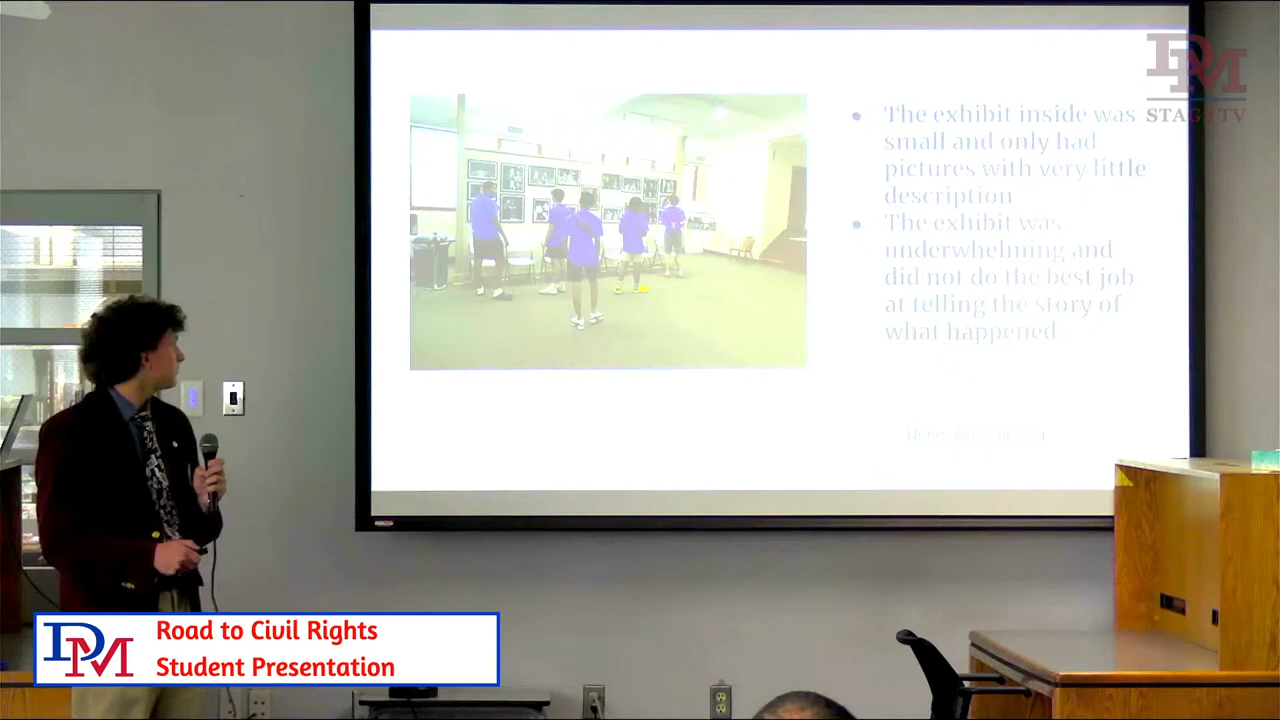 DM
STAGETV
The exhibit inside was
small and only had
pictures with very little
description
The exhibit was
underwhelming and
did not do the best job
at telling the story of
what happened
DM
Road to Civil Rights
Student Presentation